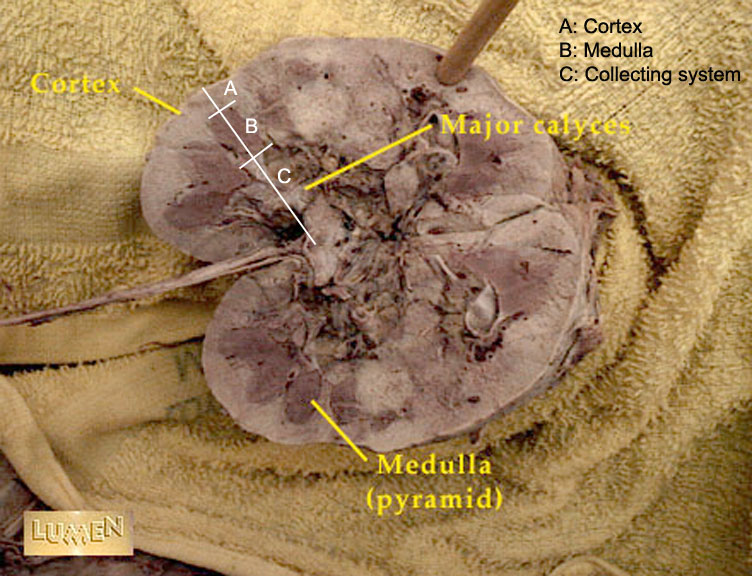 A: Cortex
B: Medulla
C: Collecting system
Cortex
A
B
C
Major calyces
Medulla
(pyramid)
LUMEN